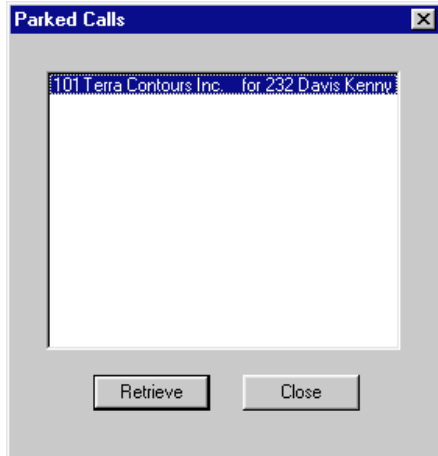 Parked Calls
101 Terra Contours Inc. for 232 Davis Kenny
Retrieve
Close